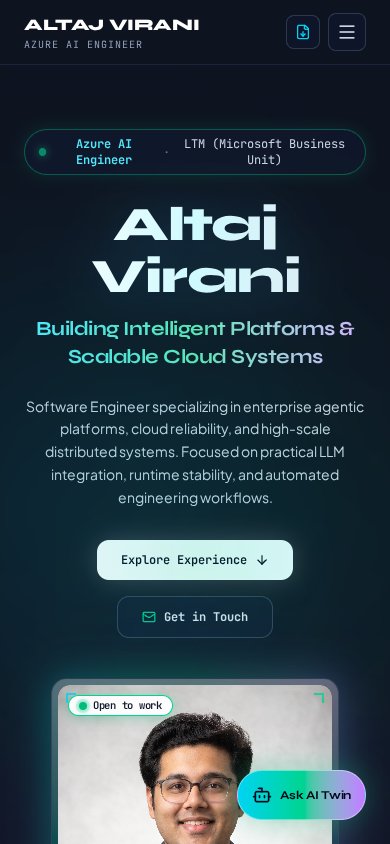 ALTAJ VIRANI
AZURE AI ENGINEER
Azure AI
Engineer
·
LTM (Microsoft Business
Unit)
Altaj
Virani
Building Intelligent Platforms &
Scalable Cloud Systems
Software Engineer specializing in enterprise agentic
platforms, cloud reliability, and high-scale
distributed systems. Focused on practical LLM
integration, runtime stability, and automated
engineering workflows.
Explore Experience ↓
Get in Touch
Open to work
Ask AI Twin